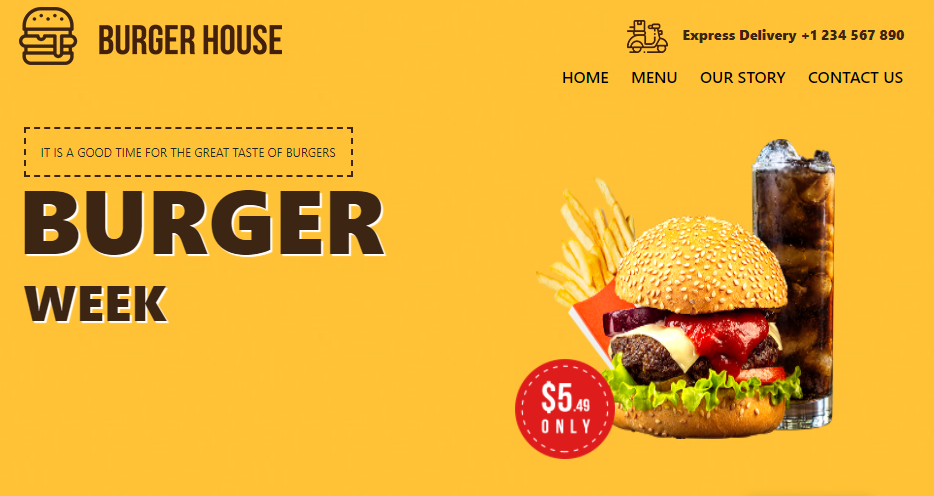 BURGER HOUSE
Express Delivery +1 234 567 890
HOME MENU OUR STORY CONTACT US
IT IS A GOOD TIME FOR THE GREAT TASTE OF BURGERS
BURGER
WEEK
$5.49
ONLY